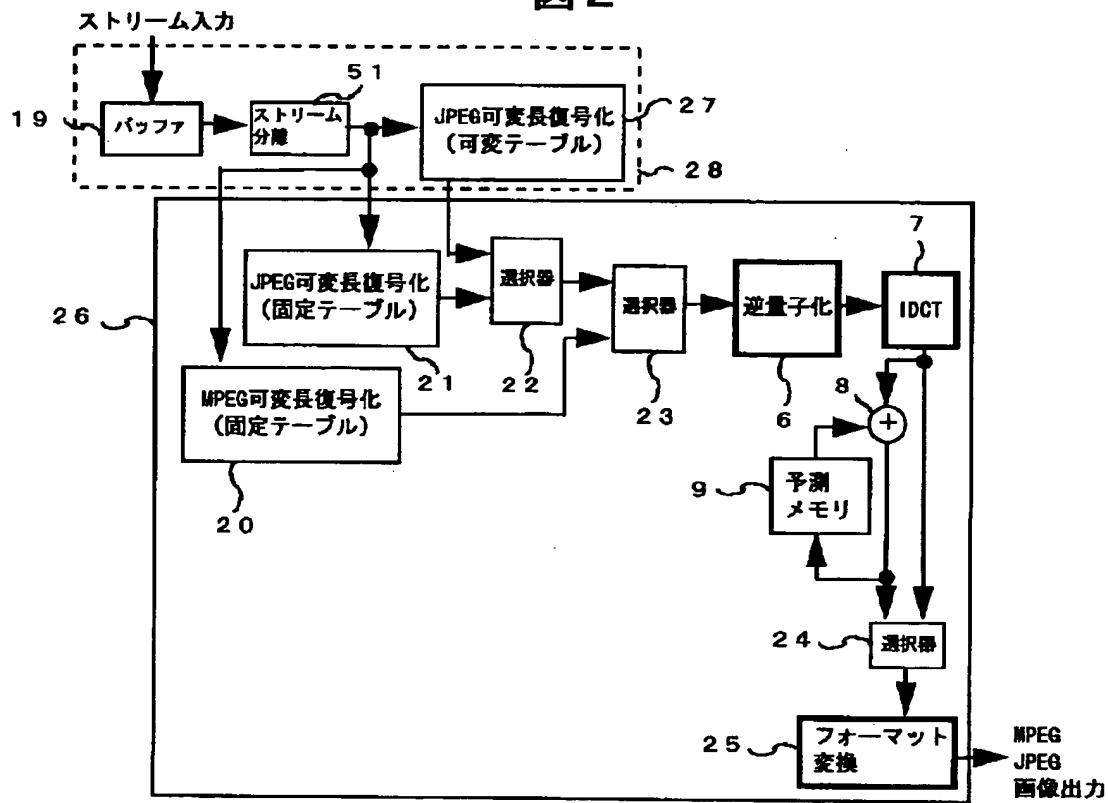 図2
ストリーム入力
51
27
19
バッファ
ストリーム
分離
JPEG可変長復号化
(可変テーブル)
28
7
26
JPEG可変長復号化
(固定テーブル)
選択器
選択器
逆量子化
IDCT
21
22
23
6
8
+
MPEG可変長復号化
(固定テーブル)
20
9
予測
メモリ
24
選択器
25
フォーマット
変換
MPEG
JPEG
画像出力